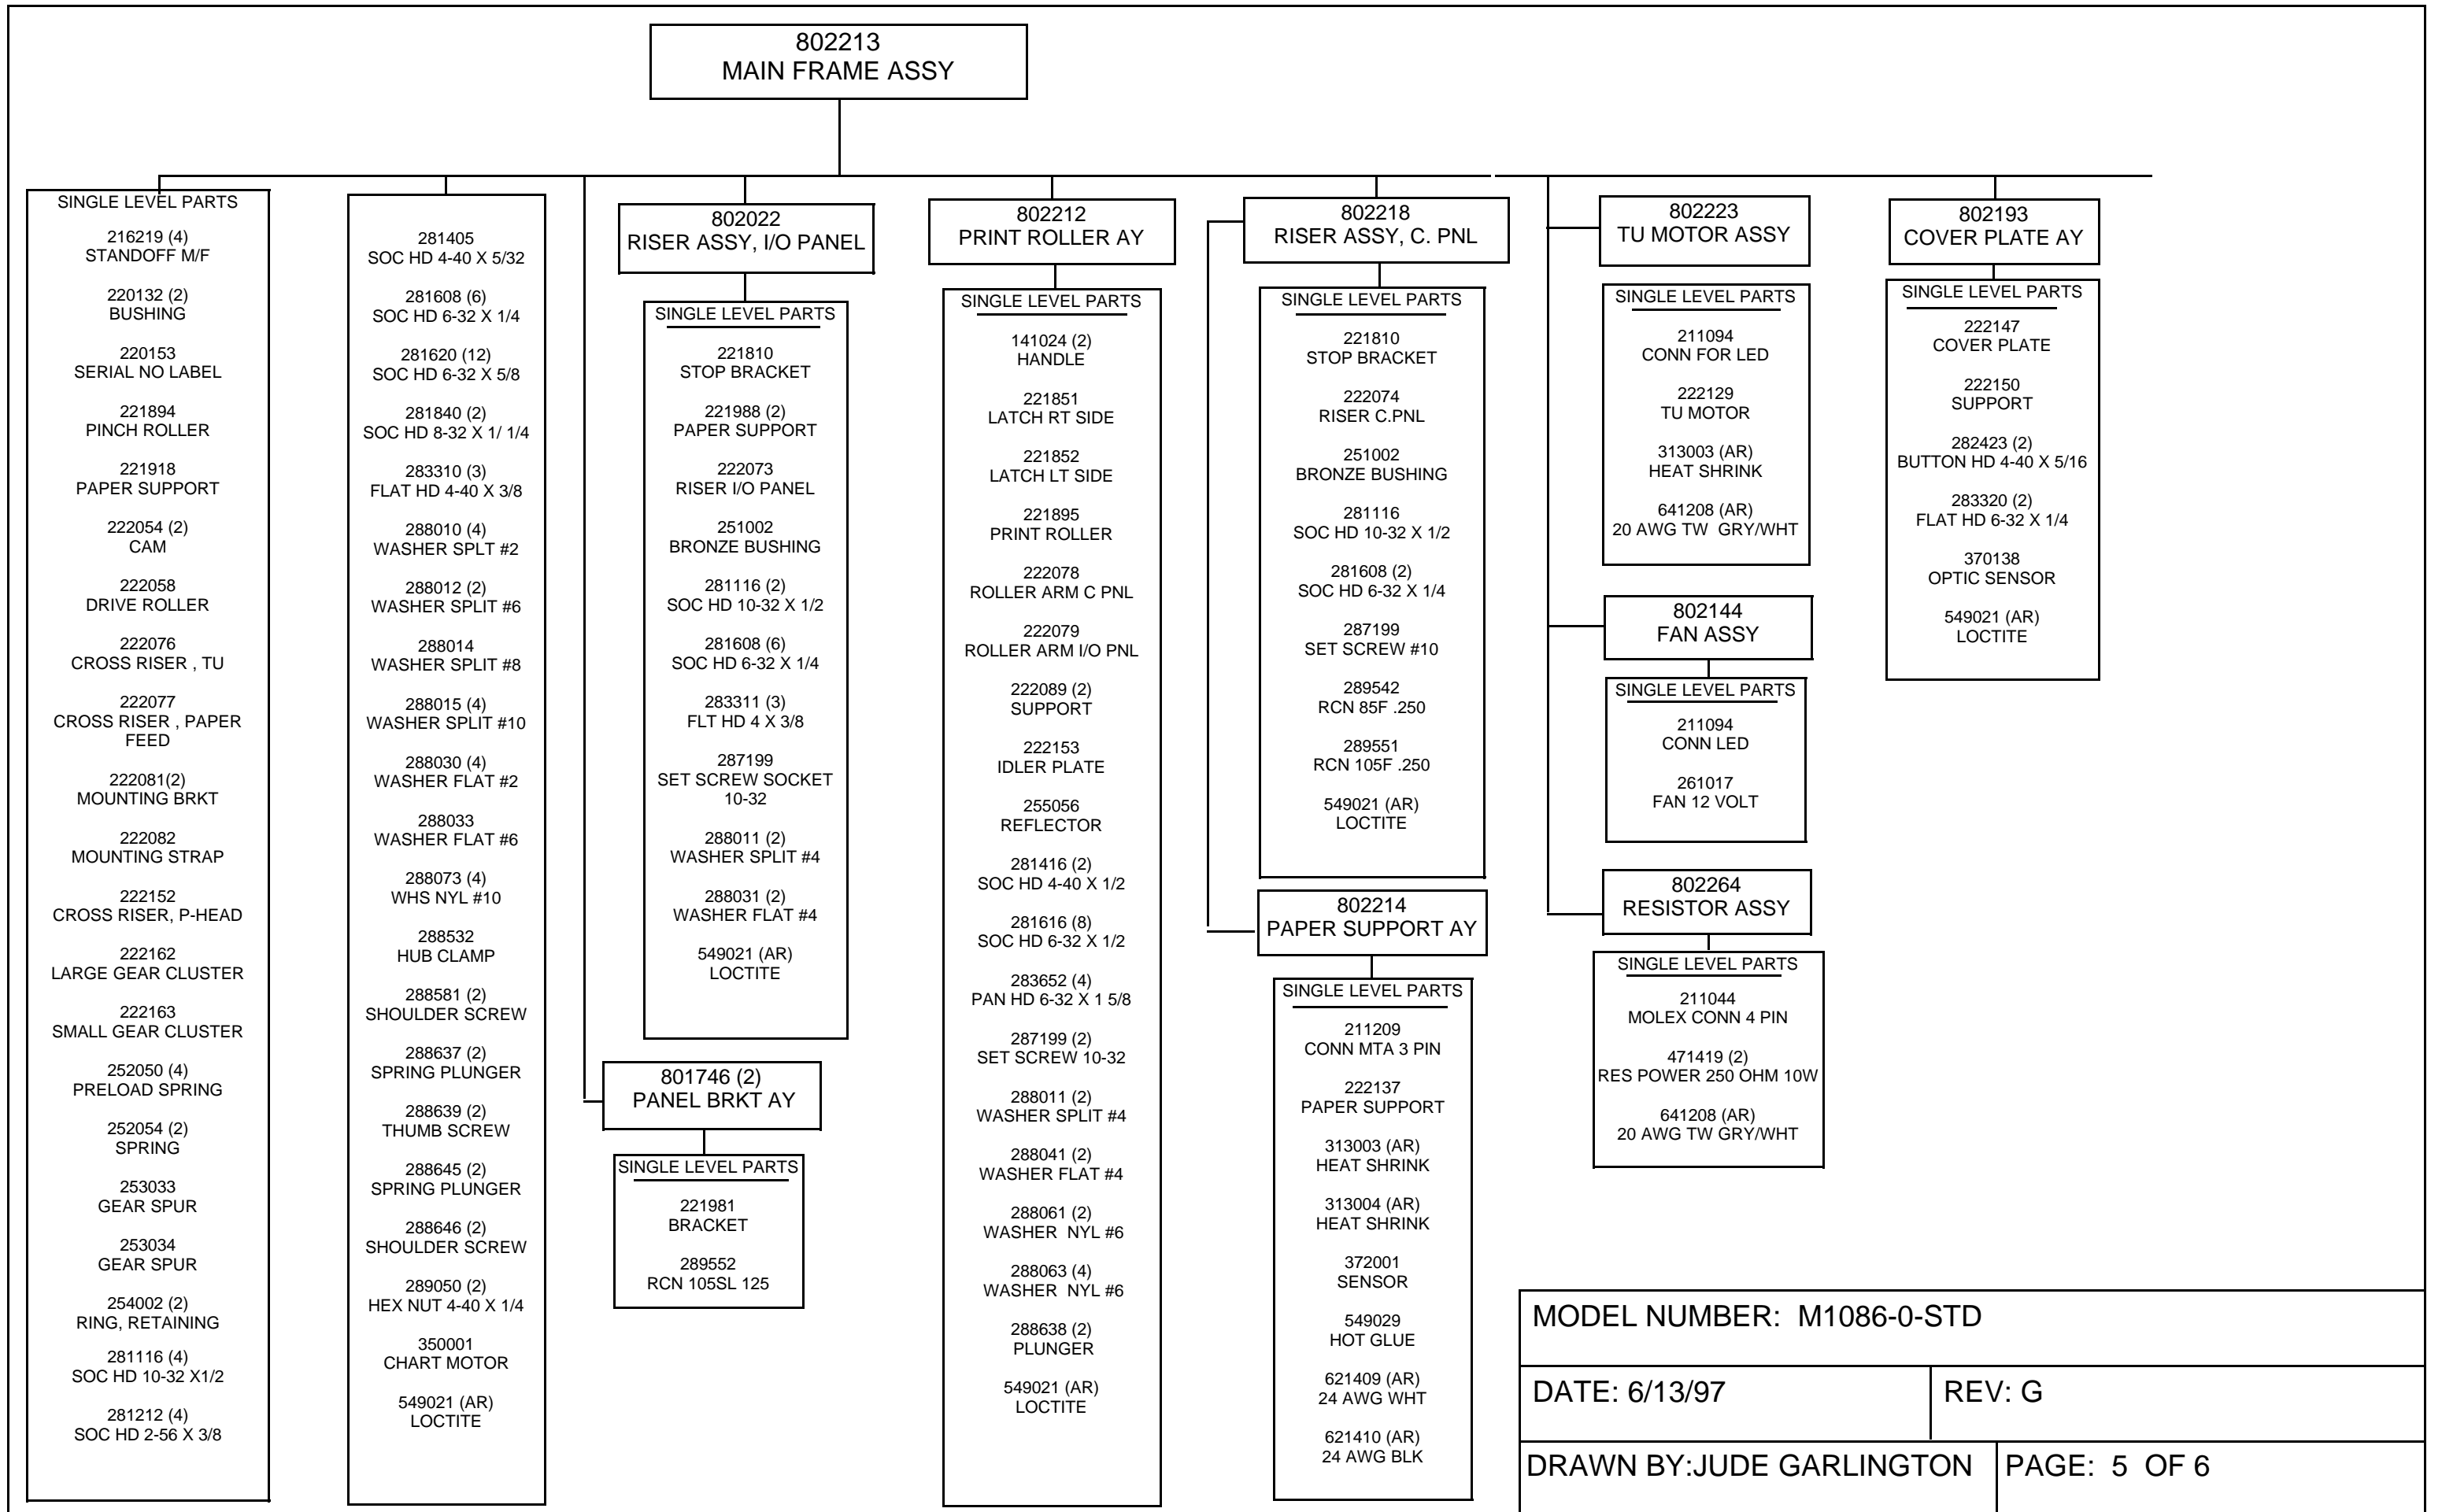 802213
MAIN FRAME ASSY
SINGLE LEVEL PARTS
216219 (4)
STANDOFF M/F
220132 (2)
BUSHING
220153
SERIAL NO LABEL
221894
PINCH ROLLER
221918
PAPER SUPPORT
222054 (2)
CAM
222058
DRIVE ROLLER
222076
CROSS RISER , TU
222077
CROSS RISER , PAPER
FEED
222081(2)
MOUNTING BRKT
222082
MOUNTING STRAP
222152
CROSS RISER, P-HEAD
222162
LARGE GEAR CLUSTER
222163
SMALL GEAR CLUSTER
252050 (4)
PRELOAD SPRING
252054 (2)
SPRING
253033
GEAR SPUR
253034
GEAR SPUR
254002 (2)
RING, RETAINING
281116 (4)
SOC HD 10-32 X1/2
281212 (4)
SOC HD 2-56 X 3/8
281405
SOC HD 4-40 X 5/32
281608 (6)
SOC HD 6-32 X 1/4
281620 (12)
SOC HD 6-32 X 5/8
281840 (2)
SOC HD 8-32 X 1/ 1/4
283310 (3)
FLAT HD 4-40 X 3/8
288010 (4)
WASHER SPLT #2
288012 (2)
WASHER SPLIT #6
288014
WASHER SPLIT #8
288015 (4)
WASHER SPLIT #10
288030 (4)
WASHER FLAT #2
288033
WASHER FLAT #6
288073 (4)
WHS NYL #10
288532
HUB CLAMP
288581 (2)
SHOULDER SCREW
288637 (2)
SPRING PLUNGER
288639 (2)
THUMB SCREW
288645 (2)
SPRING PLUNGER
288646 (2)
SHOULDER SCREW
289050 (2)
HEX NUT 4-40 X 1/4
350001
CHART MOTOR
549021 (AR)
LOCTITE
802022
RISER ASSY, I/O PANEL
SINGLE LEVEL PARTS
221810
STOP BRACKET
221988 (2)
PAPER SUPPORT
222073
RISER I/O PANEL
251002
BRONZE BUSHING
281116 (2)
SOC HD 10-32 X 1/2
281608 (6)
SOC HD 6-32 X 1/4
283311 (3)
FLT HD 4 X 3/8
287199
SET SCREW SOCKET
10-32
288011 (2)
WASHER SPLIT #4
288031 (2)
WASHER FLAT #4
549021 (AR)
LOCTITE
801746 (2)
PANEL BRKT AY
SINGLE LEVEL PARTS
221981
BRACKET
289552
RCN 105SL 125
802212
PRINT ROLLER AY
SINGLE LEVEL PARTS
141024 (2)
HANDLE
221851
LATCH RT SIDE
221852
LATCH LT SIDE
221895
PRINT ROLLER
222078
ROLLER ARM C PNL
222079
ROLLER ARM I/O PNL
222089 (2)
SUPPORT
222153
IDLER PLATE
255056
REFLECTOR
281416 (2)
SOC HD 4-40 X 1/2
281616 (8)
SOC HD 6-32 X 1/2
283652 (4)
PAN HD 6-32 X 1 5/8
287199 (2)
SET SCREW 10-32
288011 (2)
WASHER SPLIT #4
288041 (2)
WASHER FLAT #4
288061 (2)
WASHER  NYL #6
288063 (4)
WASHER  NYL #6
288638 (2)
PLUNGER
549021 (AR)
LOCTITE
802218
RISER ASSY, C. PNL
SINGLE LEVEL PARTS
221810
STOP BRACKET
222074
RISER C.PNL
251002
BRONZE BUSHING
281116
SOC HD 10-32 X 1/2
281608 (2)
SOC HD 6-32 X 1/4
287199
SET SCREW #10
289542
RCN 85F .250
289551
RCN 105F .250
549021 (AR)
LOCTITE
802214
PAPER SUPPORT AY
SINGLE LEVEL PARTS
211209
CONN MTA 3 PIN
222137
PAPER SUPPORT
313003 (AR)
HEAT SHRINK
313004 (AR)
HEAT SHRINK
372001
SENSOR
549029
HOT GLUE
621409 (AR)
24 AWG WHT
621410 (AR)
24 AWG BLK
802223
TU MOTOR ASSY
SINGLE LEVEL PARTS
211094
CONN FOR LED
222129
TU MOTOR
313003 (AR)
HEAT SHRINK
641208 (AR)
20 AWG TW  GRY/WHT
802144
FAN ASSY
SINGLE LEVEL PARTS
211094
CONN LED
261017
FAN 12 VOLT
802264
RESISTOR ASSY
SINGLE LEVEL PARTS
211044
MOLEX CONN 4 PIN
471419 (2)
RES POWER 250 OHM 10W
641208 (AR)
20 AWG TW GRY/WHT
802193
COVER PLATE AY
SINGLE LEVEL PARTS
222147
COVER PLATE
222150
SUPPORT
282423 (2)
BUTTON HD 4-40 X 5/16
283320 (2)
FLAT HD 6-32 X 1/4
370138
OPTIC SENSOR
549021 (AR)
LOCTITE
MODEL NUMBER:  M1086-0-STD
DATE: 6/13/97
REV: G
DRAWN BY:JUDE GARLINGTON
PAGE:  5  OF 6